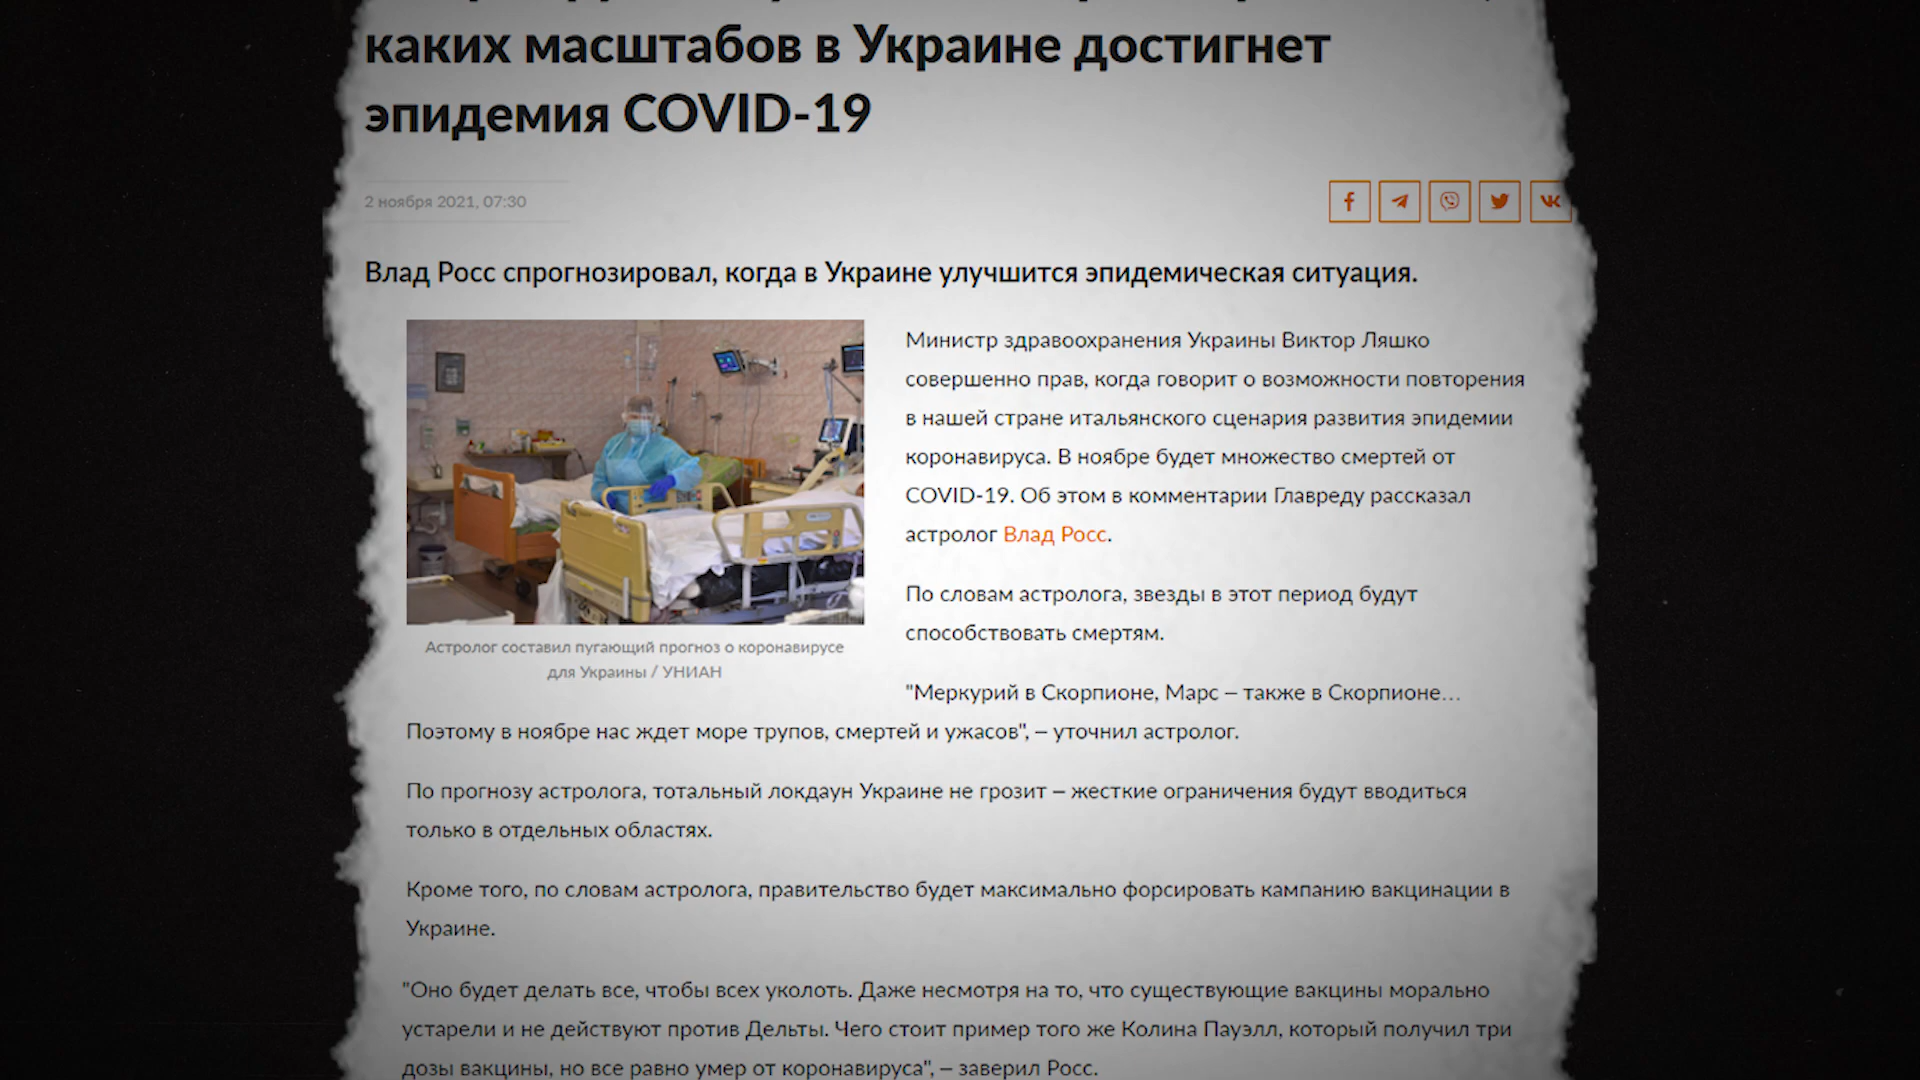 каких масштабов в Украине достигнет
эпидемия COVID-19
2 ноября 2021, 07:30
Влад Росс спрогнозировал, когда в Украине улучшится эпидемическая ситуация.
Министр здравоохранения Украины Виктор Ляшко
совершенно прав, когда говорит о возможности повторения
в нашей стране итальянского сценария развития эпидемии
коронавируса. В ноябре будет множество смертей от
COVID-19. Об этом в комментарии Главреду рассказал
астролог Влад Росс.
По словам астролога, звезды в этот период будут
способствовать смертям.
Астролог составил пугающий прогноз о коронавирусе
для Украины / УНИАН
"Меркурий в Скорпионе, Марс – также в Скорпионе...
Поэтому в ноябре нас ждет море трупов, смертей и ужасов", – уточнил астролог.
По прогнозу астролога, тотальный локдаун Украине не грозит – жесткие ограничения будут вводиться
только в отдельных областях.
Кроме того, по словам астролога, правительство будет максимально форсировать кампанию вакцинации в
Украине.
"Оно будет делать все, чтобы всех уколоть. Даже несмотря на то, что существующие вакцины морально
устарели и не действуют против Дельты. Чего стоит пример того же Колина Пауэлл, который получил три
дозы вакцины, но все равно умер от коронавируса", – заверил Росс.